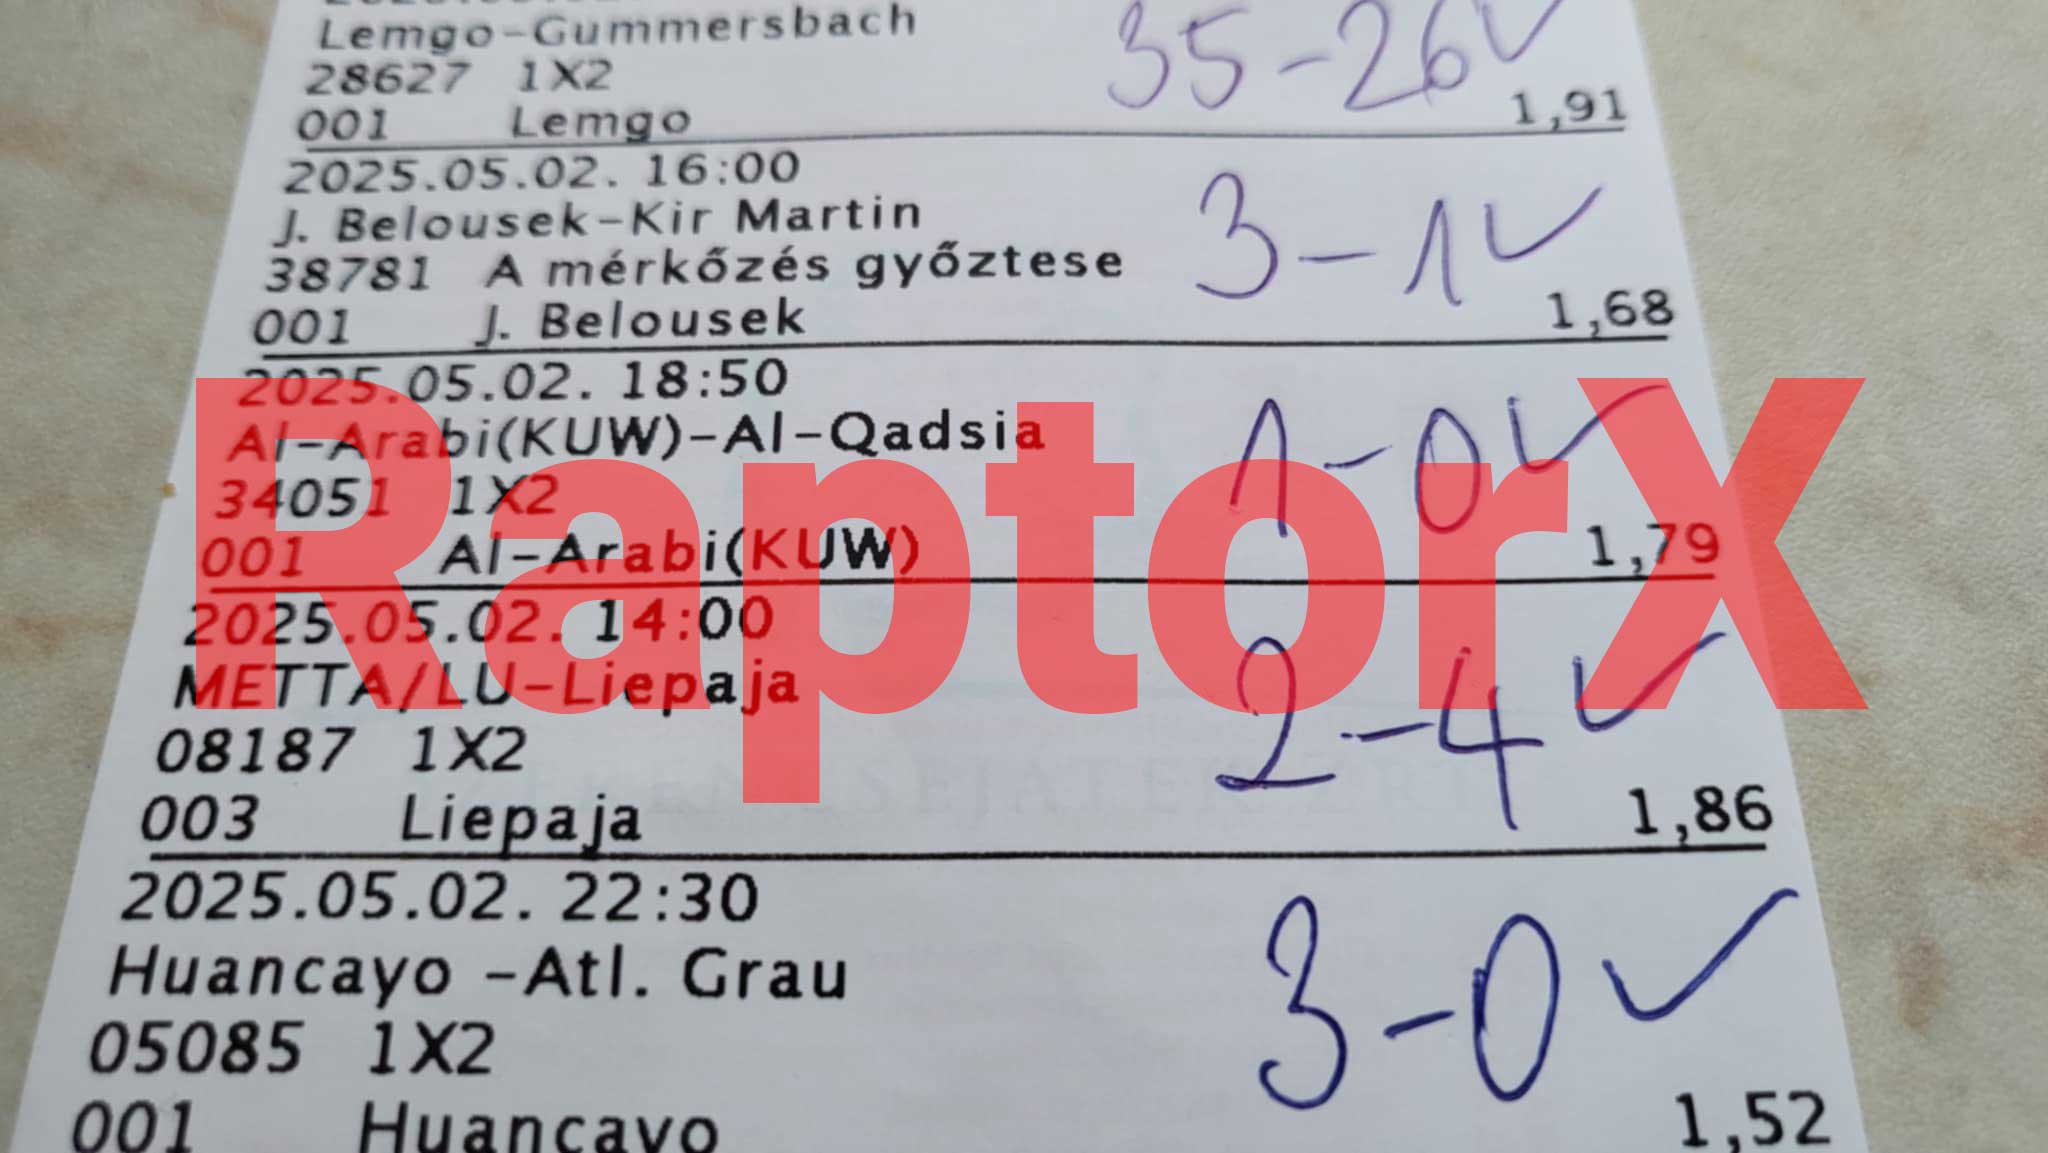 Lemgo-Gummersbach
28627 1X2 35-26✓
001 Lemgo 1,91
2025.05.02. 16:00
J. Belousek-Kir Martin
38781 A mérkőzés győztese 3-1✓
001 J. Belousek 1,68
2025.05.02. 18:50
Al-Arabi(KUW)-Al-Qadsia
34051 1X2 1-0✓
001 Al-Arabi(KUW) 1,79
RaptorX
2025.05.02. 14:00
METTA/LU-Liepaja
08187 1X2 2-4✓
003 Liepaja 1,86
2025.05.02. 22:30
Huancayo -Atl. Grau
05085 1X2 3-0✓
001 Huancayo 1,52